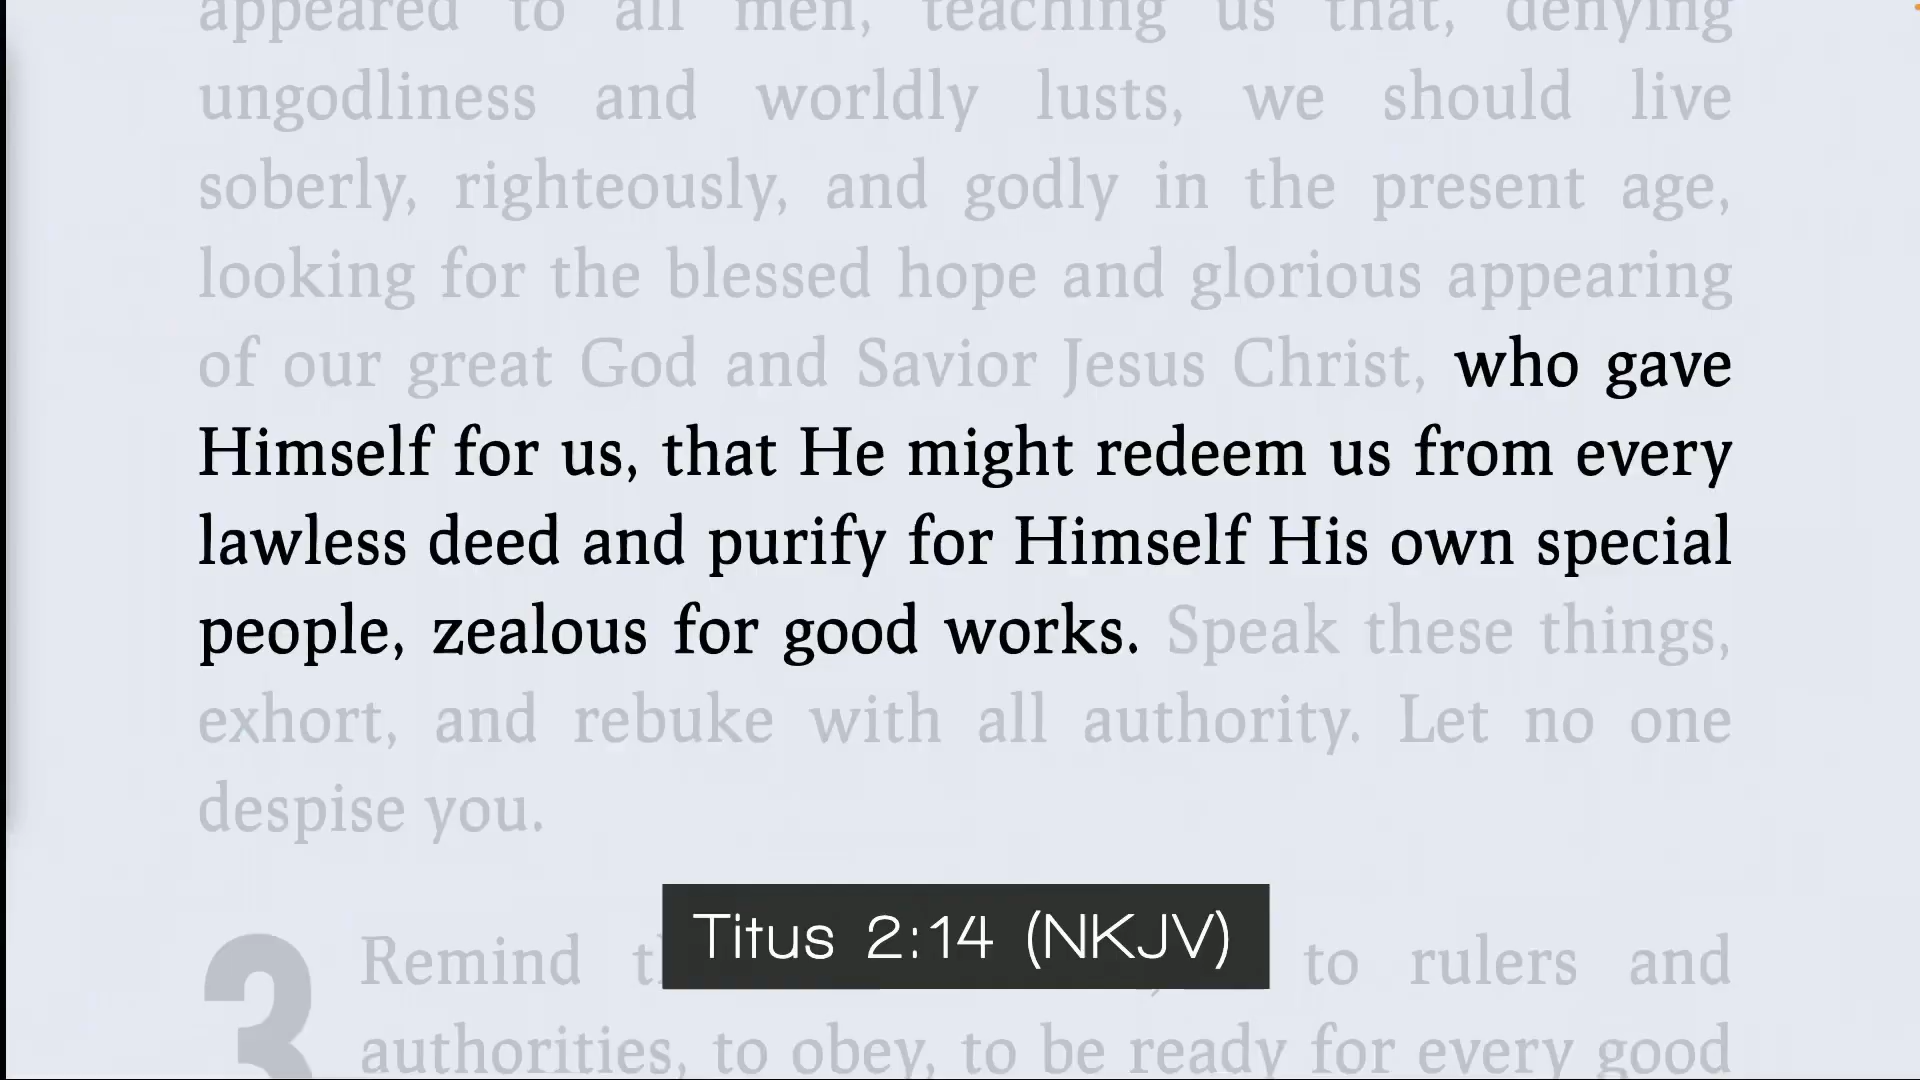 appeared to all men, teaching us that, denying
ungodliness and worldly lusts, we should live
soberly, righteously, and godly in the present age,
looking for the blessed hope and glorious appearing
of our great God and Savior Jesus Christ, who gave
Himself for us, that He might redeem us from every
lawless deed and purify for Himself His own special
people, zealous for good works. Speak these things,
exhort, and rebuke with all authority. Let no one
despise you.
Titus 2:14 (NKJV)
3
Remind to rulers and
authorities, to obey, to be ready for every good